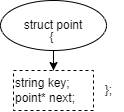 struct point
{
string key;
point* next;
};